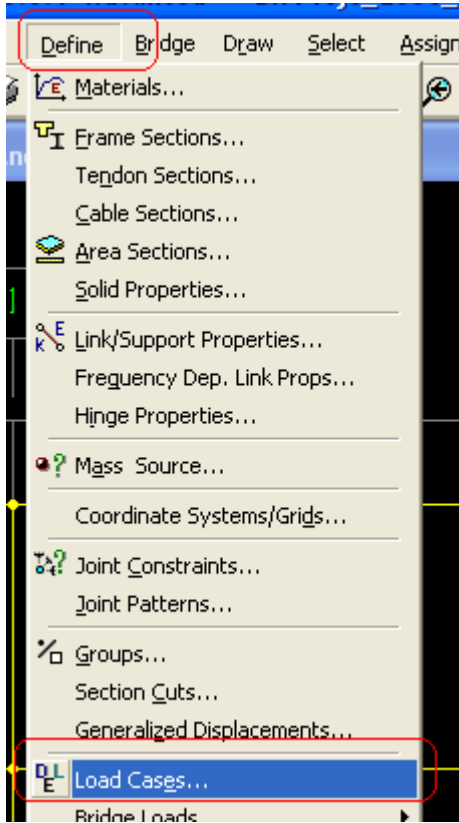 Define Bridge Draw Select Assign
Materials...
Frame Sections...
Tendon Sections...
Cable Sections...
Area Sections...
Solid Properties...
Link/Support Properties...
Frequency Dep. Link Props...
Hinge Properties...
Mass Source...
Coordinate Systems/Grids...
Joint Constraints...
Joint Patterns...
Groups...
Section Cuts...
Generalized Displacements...
Load Cases...
Bridge Loads